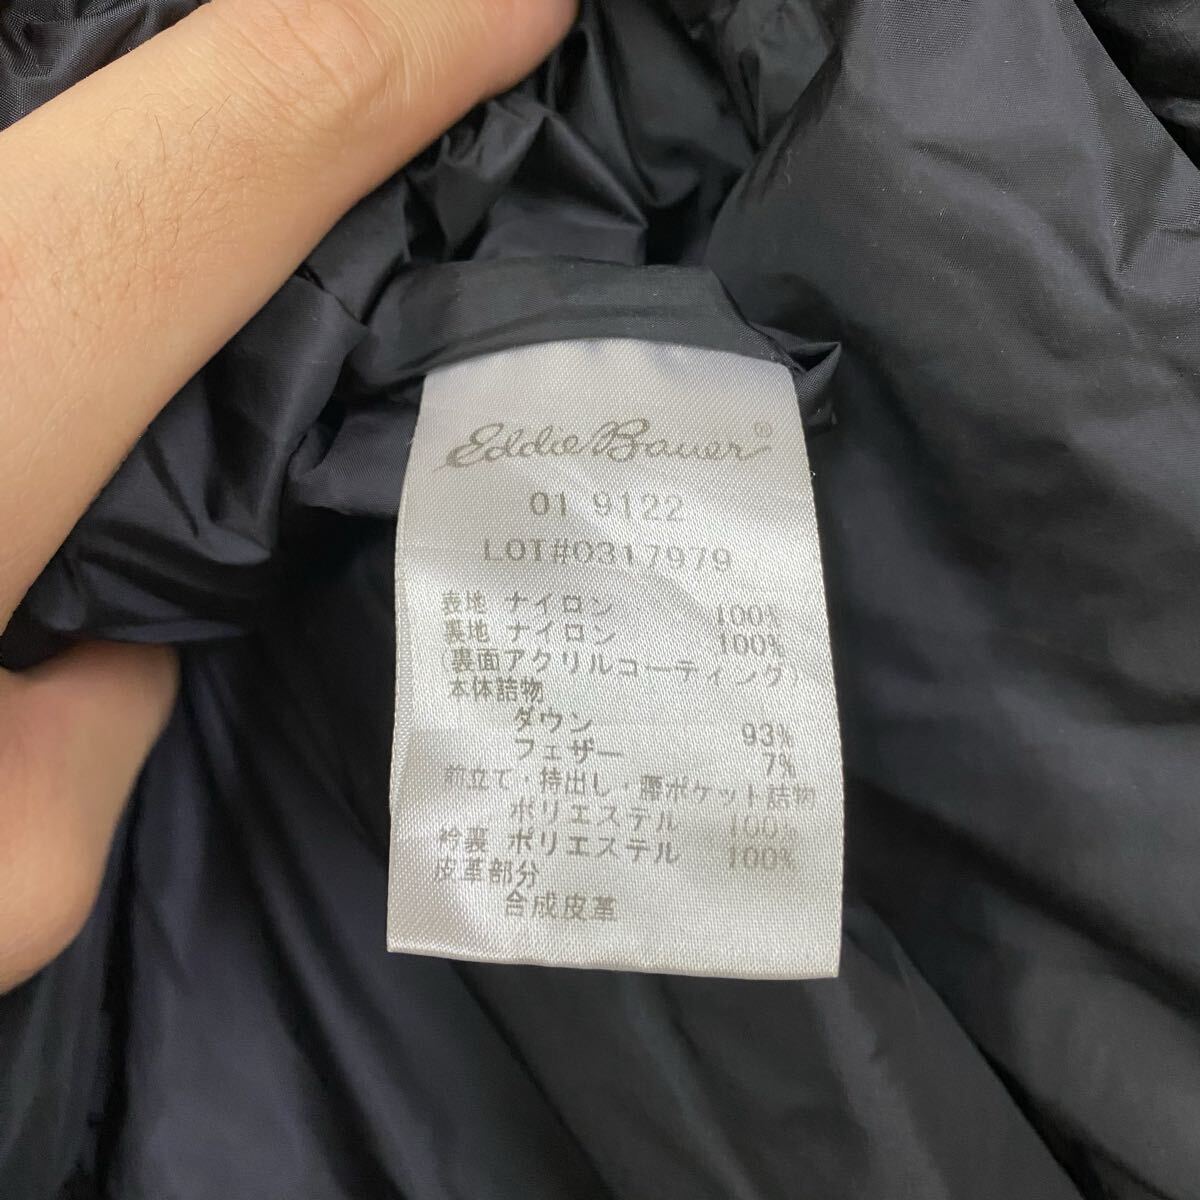 Eddie Bauer®
01 9122
LOT#0317979
表地 ナイロン 100%
裏地 ナイロン 100%
(裏面アクリルコーティング)
本体詰物
ダウン 93%
フェザー 7%
前立て・持出し・腰ポケット詰物
ポリエステル 100%
衿裏 ポリエステル 100%
皮革部分
合成皮革